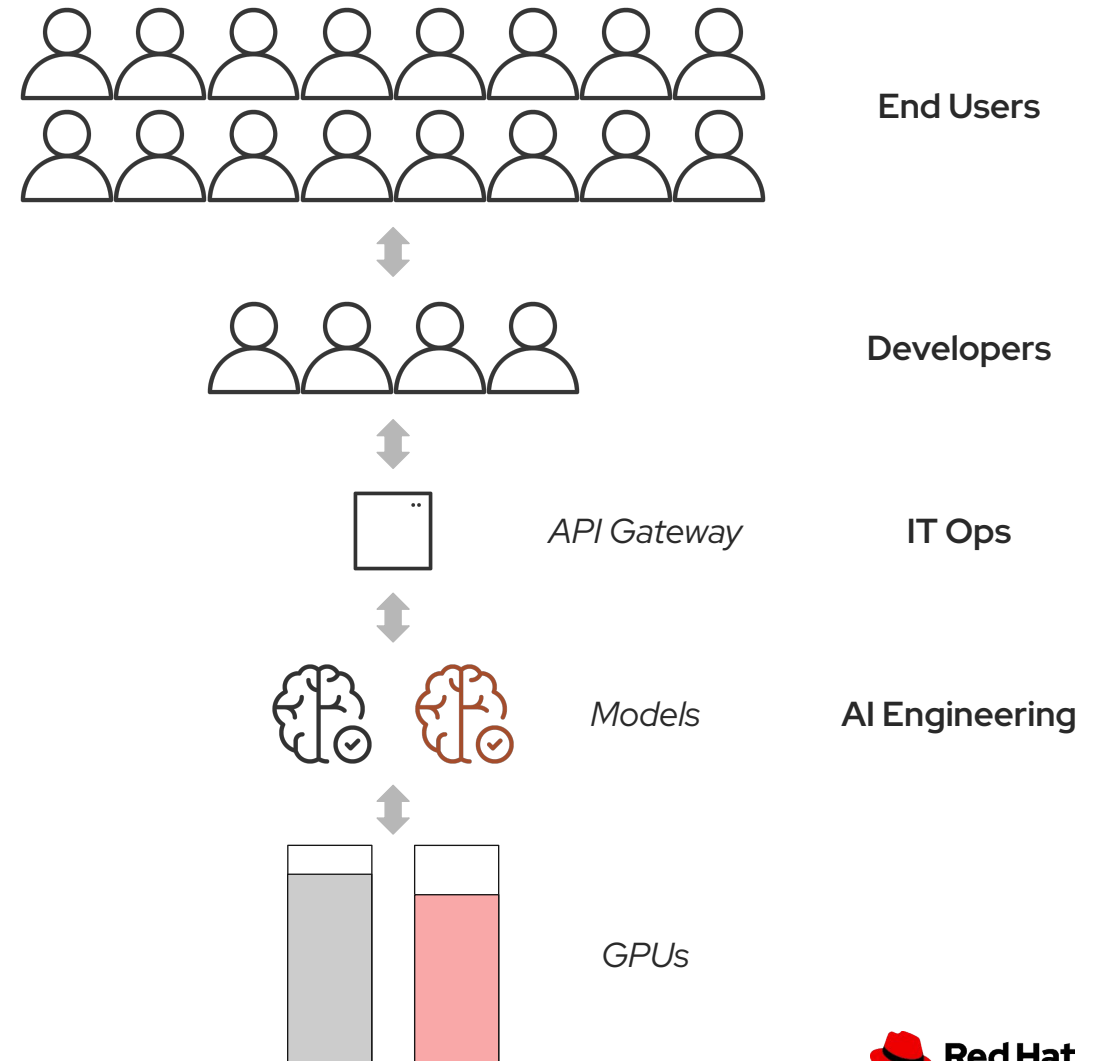 End Users
Developers
API Gateway
IT Ops
Models
AI Engineering
GPUs
Red Hat